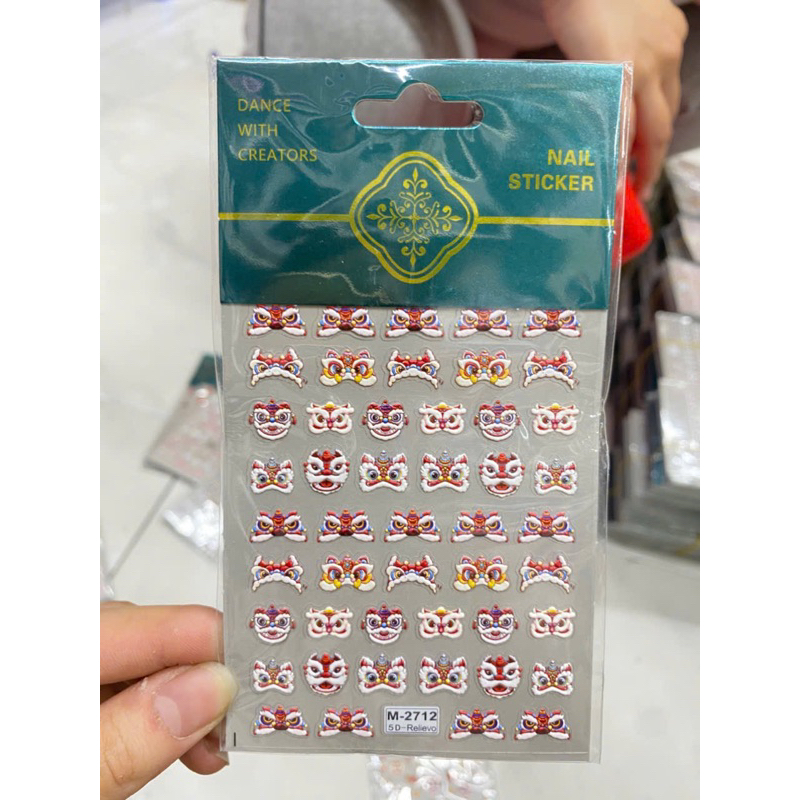 DANCE
WITH
CREATORS
NAIL
STICKER
M-2712
5D-Relievo